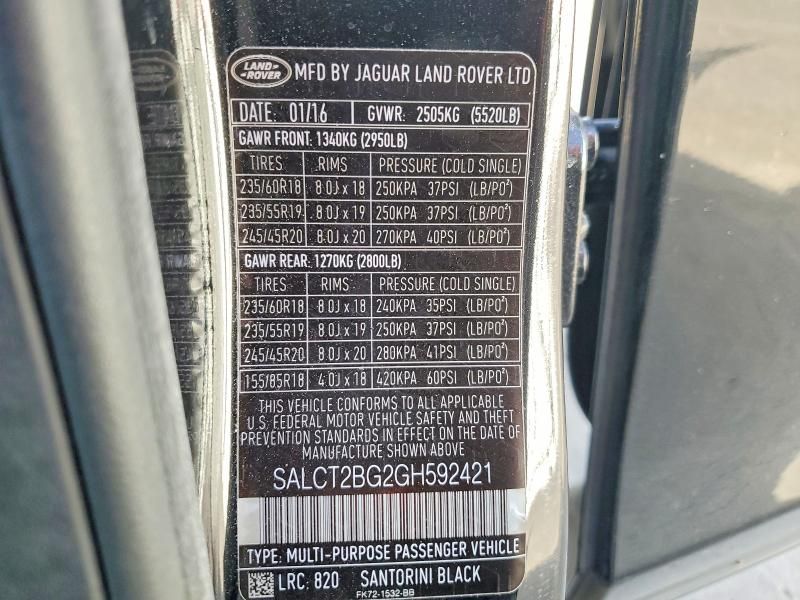 LAND-ROVER MFD BY JAGUAR LAND ROVER LTD
DATE: 01/16 GVWR: 2505KG (5520LB)
GAWR FRONT: 1340KG (2950LB)
TIRES RIMS PRESSURE (COLD SINGLE)
235/60R18 8.0J x 18 250KPA 37PSI (LB/PO²)
235/55R19 8.0J x 19 250KPA 37PSI (LB/PO²)
245/45R20 8.0J x 20 270KPA 40PSI (LB/PO²)
GAWR REAR: 1270KG (2800LB)
TIRES RIMS PRESSURE (COLD SINGLE)
235/60R18 8.0J x 18 240KPA 35PSI (LB/PO²)
235/55R19 8.0J x 19 250KPA 37PSI (LB/PO²)
245/45R20 8.0J x 20 280KPA 41PSI (LB/PO²)
155/85R18 4.0J x 18 420KPA 60PSI (LB/PO²)
THIS VEHICLE CONFORMS TO ALL APPLICABLE
U.S. FEDERAL MOTOR VEHICLE SAFETY AND THEFT
PREVENTION STANDARDS IN EFFECT ON THE DATE OF
MANUFACTURE SHOWN ABOVE
SALCT2BG2GH592421
TYPE: MULTI-PURPOSE PASSENGER VEHICLE
LRC: 820 SANTORINI BLACK
FK72-1532-BB